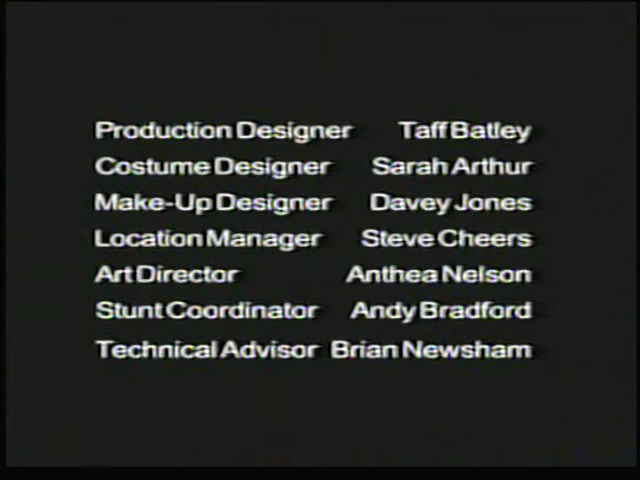 Production Designer Taff Batley
Costume Designer Sarah Arthur
Make-Up Designer Davey Jones
Location Manager Steve Cheers
Art Director Anthea Nelson
Stunt Coordinator Andy Bradford
Technical Advisor Brian Newsham